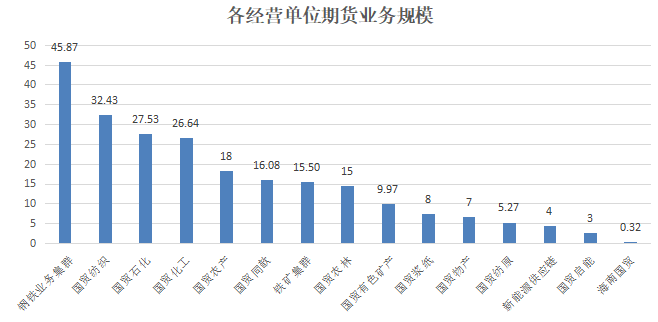 各经营单位期货业务规模
50
45
40
35
30
25
20
15
10
5
0
45.87
32.43
27.53
26.64
18
16.08
15.50
15
9.97
8
7
5.27
4
3
0.32
钢铁业务集群
国贸纺织
国贸石化
国贸化工
国贸农产
国贸同歆
铁矿集群
国贸农林
国贸有色矿产
国贸浆纸
国贸物产
国贸纺原
新能源供应链
国贸启能
海南国贸